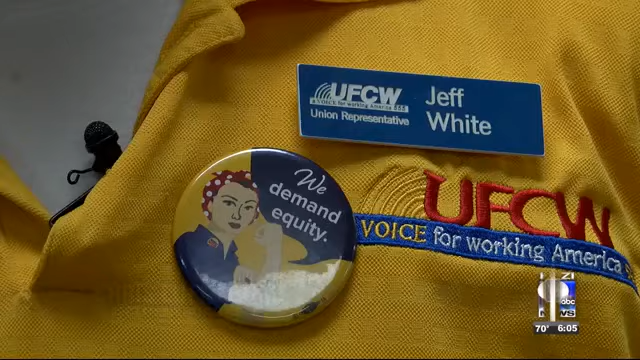 UFCW
A VOICE for working America 555
Union Representative
Jeff
White
We
demand
equity.
UFCW
VOICE for working America
abc
70° 6:05